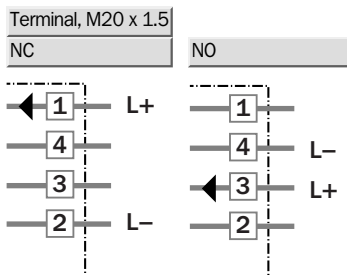 Terminal, M20 x 1.5
NC
NO
1 L+
4
3
2 L–
1
4 L–
3 L+
2